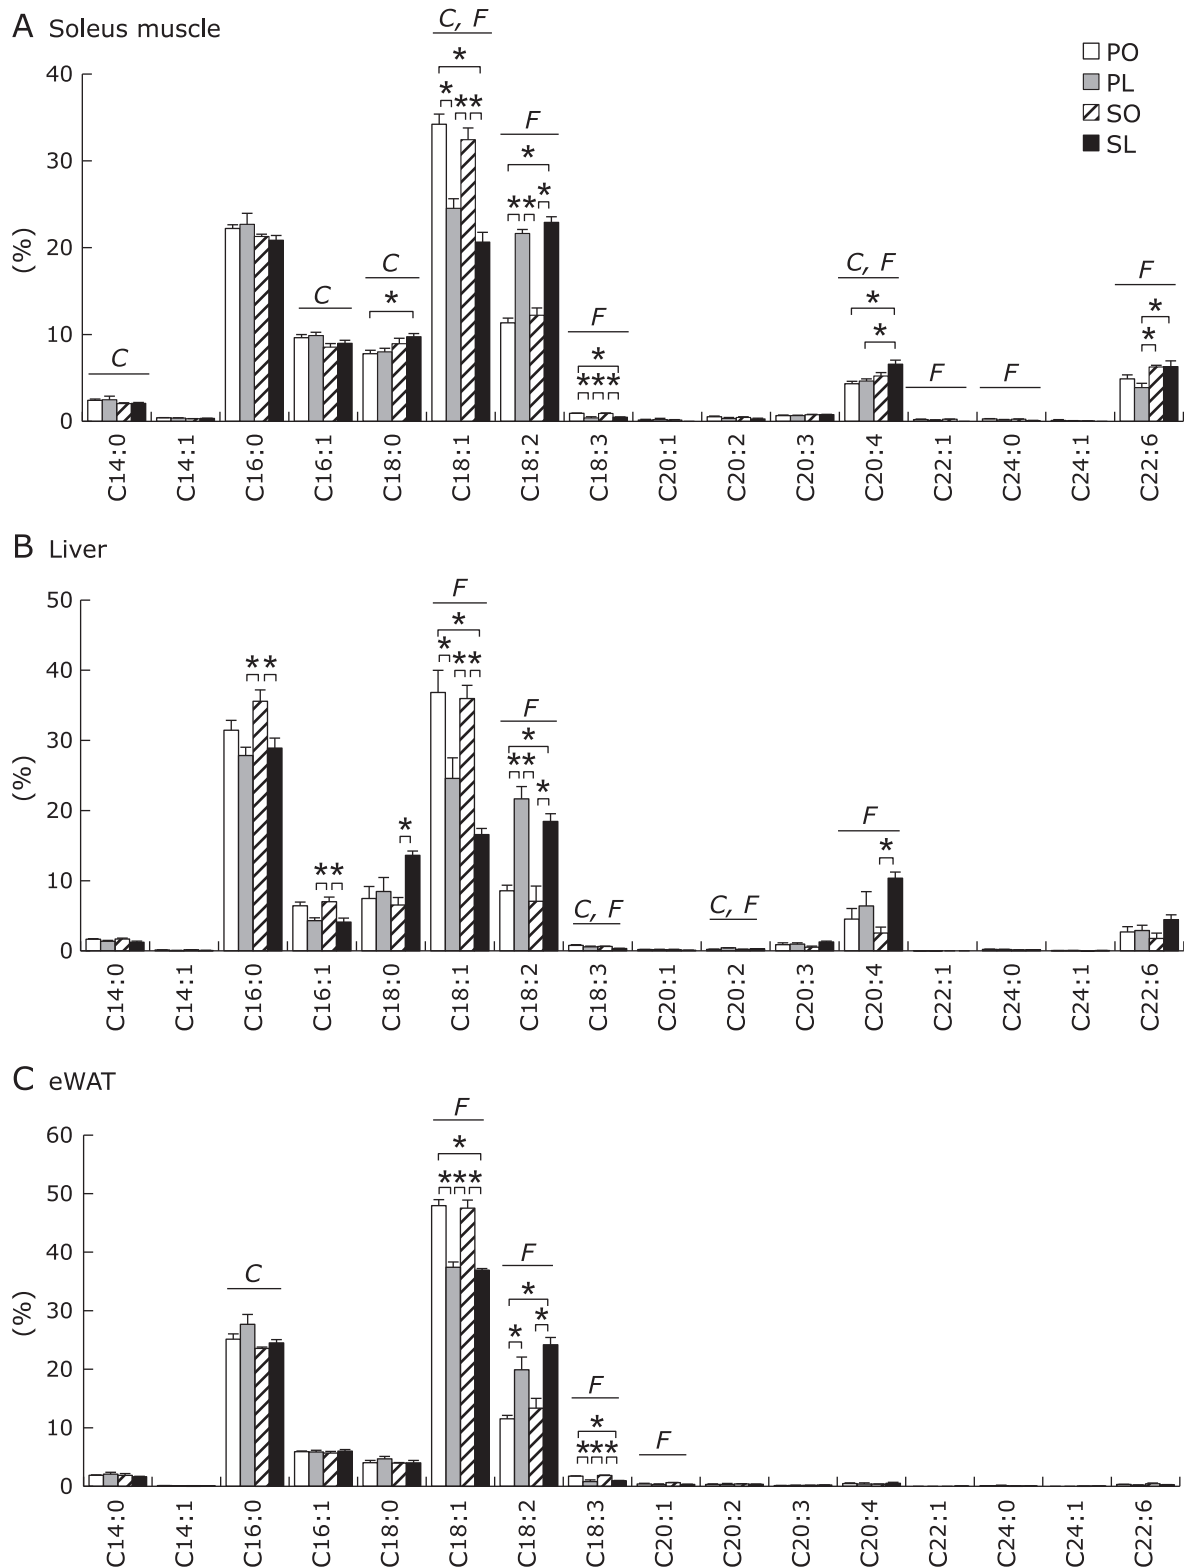 A Soleus muscle
C, F
PO
PL
SO
SL
* * * * 
F
* * * *
C * C C
F * * * *
C, F * *
F F
F * *
(%)
40
30
20
10
0
C14:0 C14:1 C16:0 C16:1 C18:0 C18:1 C18:2 C18:3 C20:1 C20:2 C20:3 C20:4 C22:1 C24:0 C24:1 C22:6
B Liver
F
* * * *
* *
F
* * * *
* * *
F *
C, F C, F
(%)
50
40
30
20
10
0
C14:0 C14:1 C16:0 C16:1 C18:0 C18:1 C18:2 C18:3 C20:1 C20:2 C20:3 C20:4 C22:1 C24:0 C24:1 C22:6
C eWAT
F
* * * *
C
F
* * *
F
* * * *
F
(%)
60
50
40
30
20
10
0
C14:0 C14:1 C16:0 C16:1 C18:0 C18:1 C18:2 C18:3 C20:1 C20:2 C20:3 C20:4 C22:1 C24:0 C24:1 C22:6